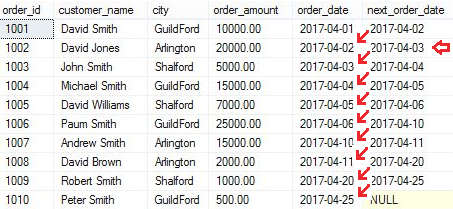 order_id customer_name city order_amount order_date next_order_date
1001 David Smith GuildFord 10000.00 2017-04-01 2017-04-02
1002 David Jones Arlington 20000.00 2017-04-02 2017-04-03
1003 John Smith Shalford 5000.00 2017-04-03 2017-04-04
1004 Michael Smith GuildFord 15000.00 2017-04-04 2017-04-05
1005 David Williams Shalford 7000.00 2017-04-05 2017-04-06
1006 Paum Smith GuildFord 25000.00 2017-04-06 2017-04-10
1007 Andrew Smith Arlington 15000.00 2017-04-10 2017-04-11
1008 David Brown Arlington 2000.00 2017-04-11 2017-04-20
1009 Robert Smith Shalford 1000.00 2017-04-20 2017-04-25
1010 Peter Smith GuildFord 500.00 2017-04-25 NULL